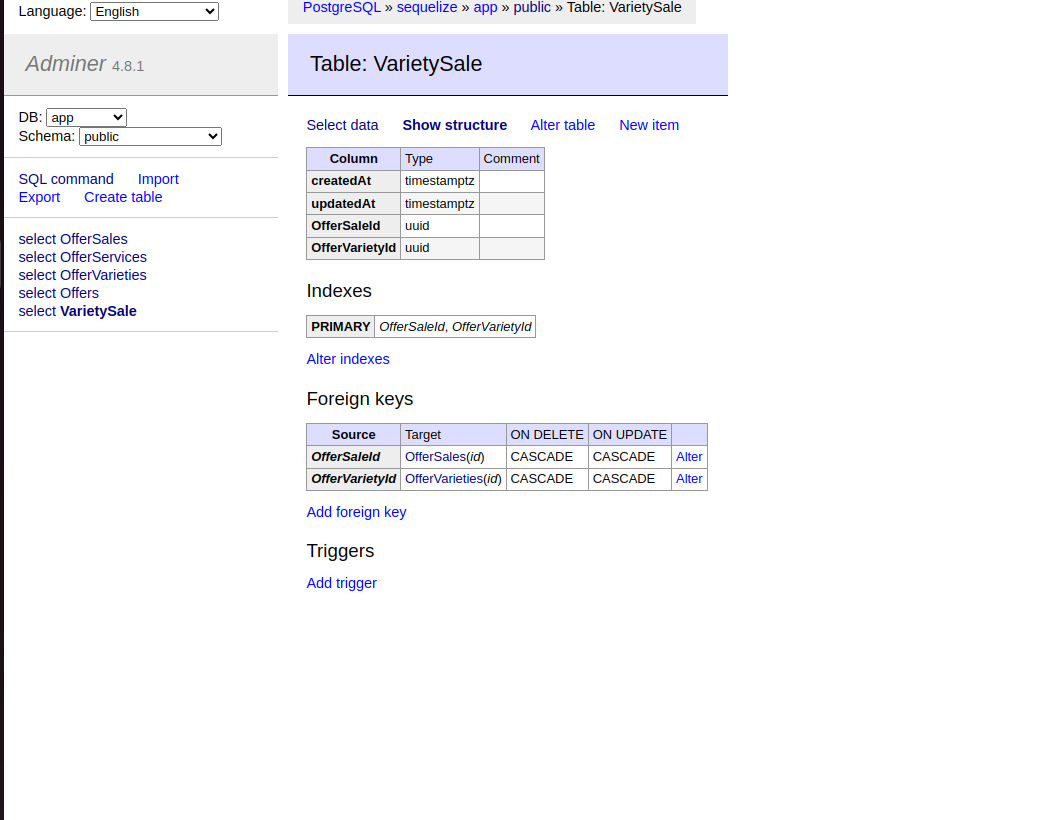 Language: English
PostgreSQL » sequelize » app » public » Table: VarietySale
Adminer 4.8.1
Table: VarietySale
DB: app
Schema: public
SQL command Import
Export Create table
select OfferSales
select OfferServices
select OfferVarieties
select Offers
select VarietySale
Select data Show structure Alter table New item
Column Type Comment
createdAt timestamptz
updatedAt timestamptz
OfferSaleId uuid
OfferVarietyId uuid
Indexes
PRIMARY OfferSaleId, OfferVarietyId
Alter indexes
Foreign keys
Source Target ON DELETE ON UPDATE
OfferSaleId OfferSales(id) CASCADE CASCADE Alter
OfferVarietyId OfferVarieties(id) CASCADE CASCADE Alter
Add foreign key
Triggers
Add trigger